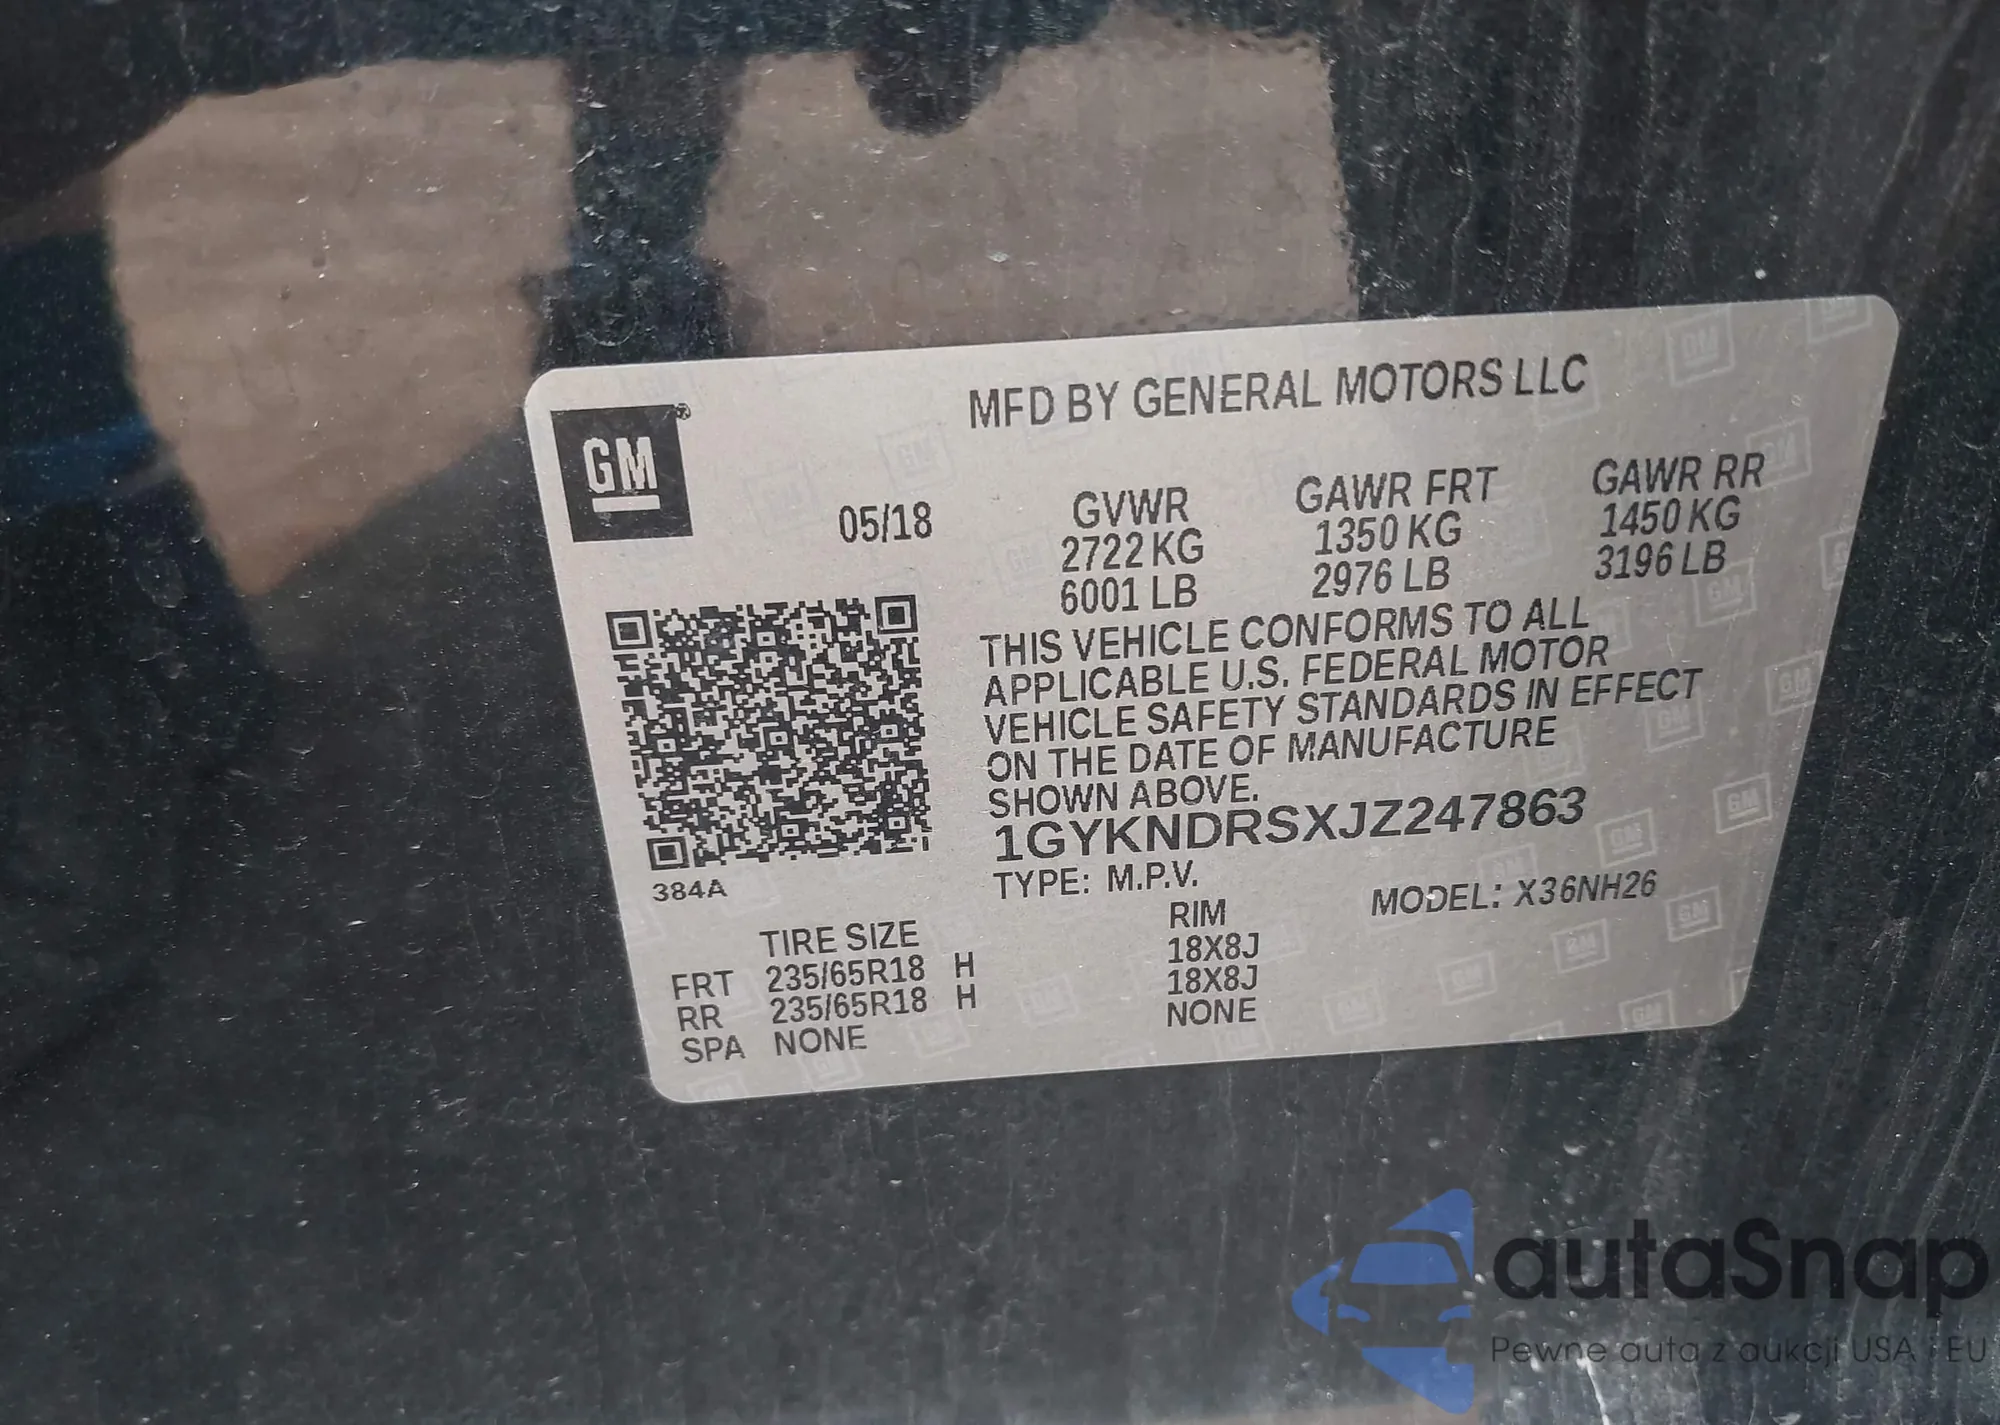 MFD BY GENERAL MOTORS LLC
GM
05/18
GVWR
2722 KG
6001 LB
GAWR FRT
1350 KG
2976 LB
GAWR RR
1450 KG
3196 LB
THIS VEHICLE CONFORMS TO ALL
APPLICABLE U.S. FEDERAL MOTOR
VEHICLE SAFETY STANDARDS IN EFFECT
ON THE DATE OF MANUFACTURE
SHOWN ABOVE.
1GYKNDRSXJZ247863
384A
TYPE: M.P.V.
MODEL: X36NH26
TIRE SIZE RIM
FRT 235/65R18 H 18X8J
RR 235/65R18 H 18X8J
SPA NONE NONE
autaSnap
Pewne auta z aukcji USA i EU